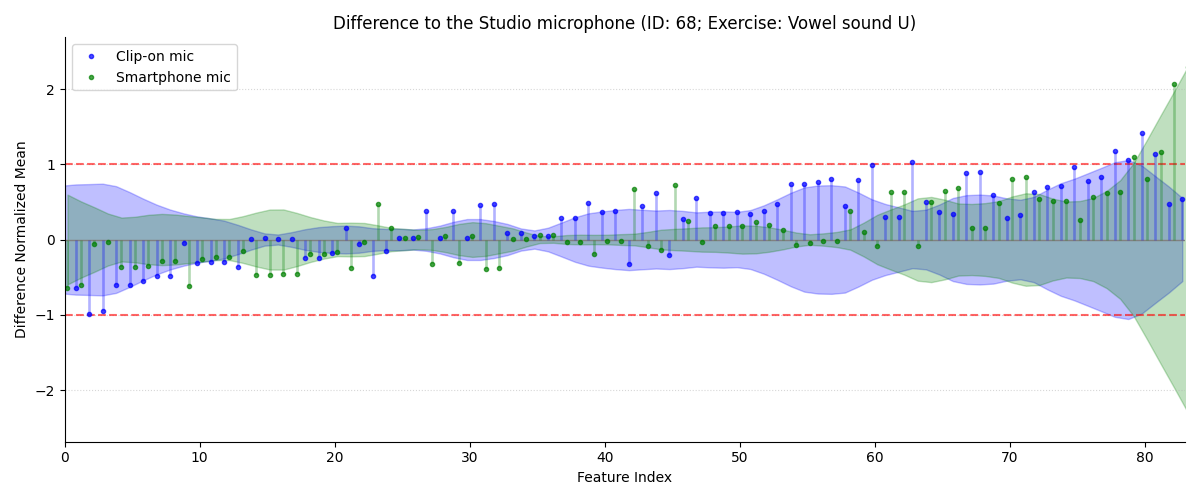 Difference to the Studio microphone (ID: 68; Exercise: Vowel sound U)
Clip-on mic
Smartphone mic
Difference Normalized Mean
2
1
0
−1
−2
0 10 20 30 40 50 60 70 80
Feature Index